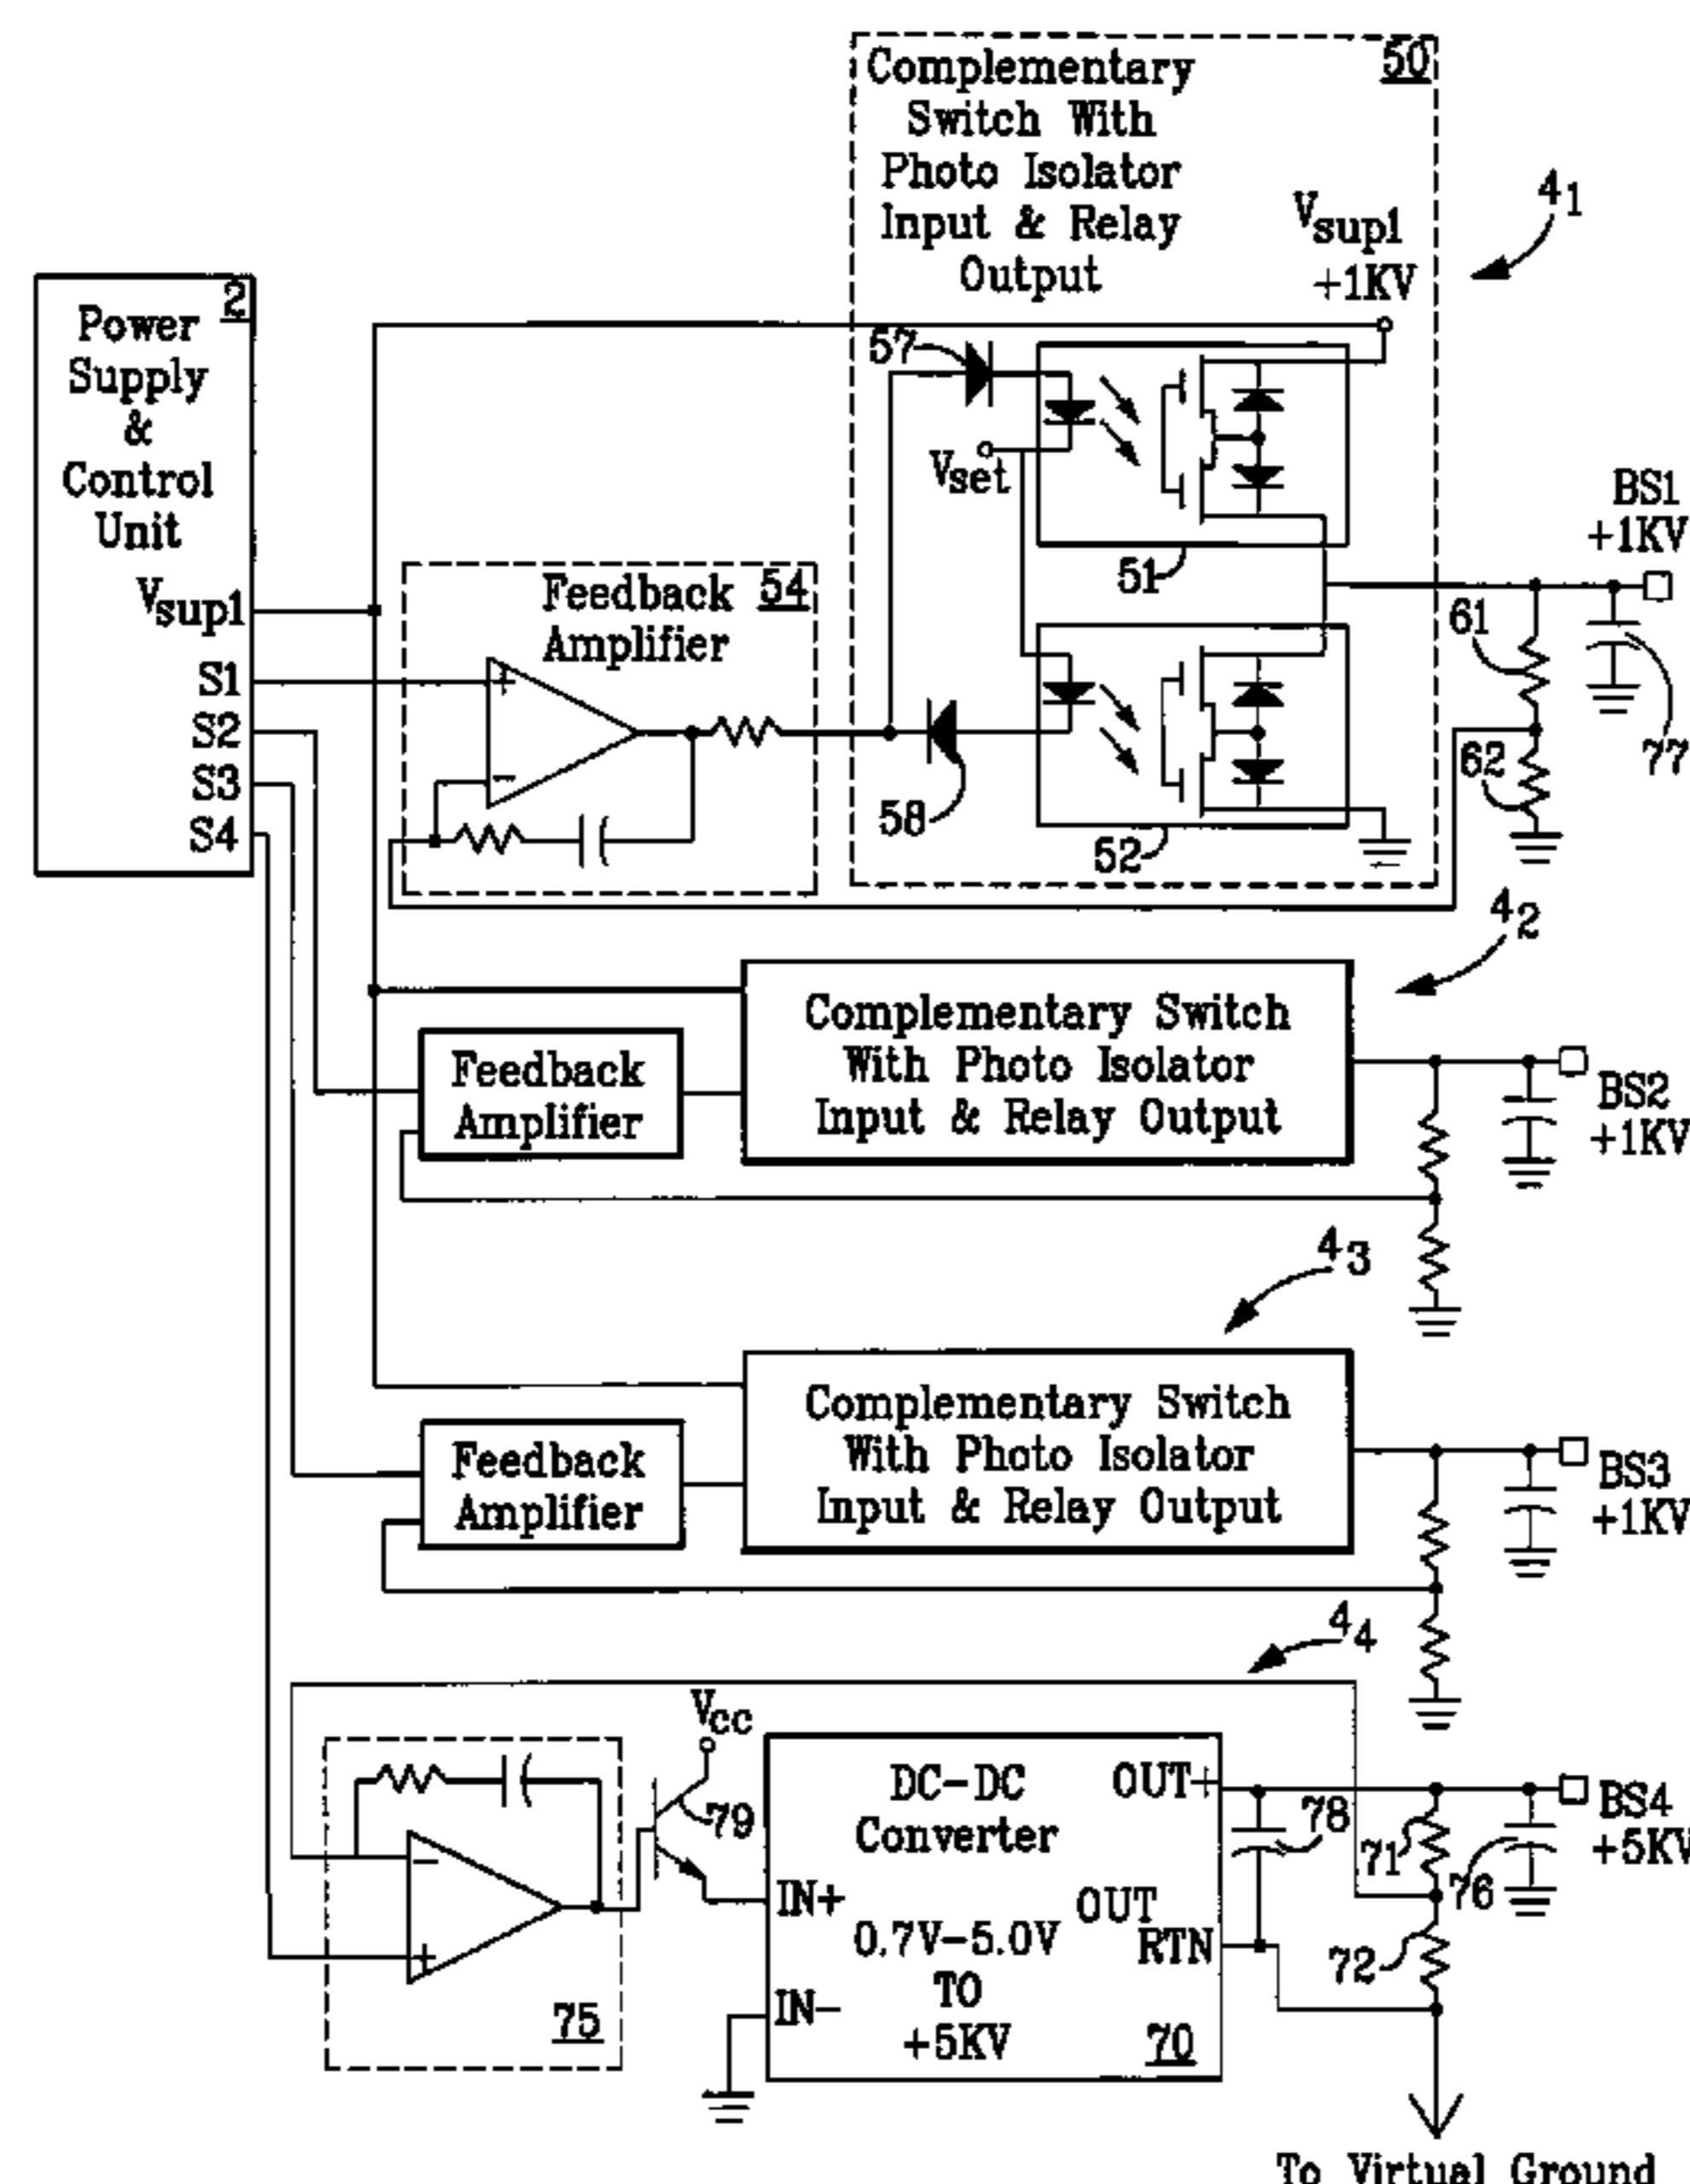 Complementary
Switch With
Photo Isolator
Input & Relay
Output
50
4₁
Vsup1
+1KV
2
Power
Supply
&
Control
Unit
Vsup1
S1
S2
S3
S4
57
Vset
51
BS1
+1KV
Feedback
Amplifier
54
+
−
61
62
77
58
52
4₂
Complementary Switch
With Photo Isolator
Input & Relay Output
Feedback
Amplifier
BS2
+1KV
4₃
Complementary Switch
With Photo Isolator
Input & Relay Output
Feedback
Amplifier
BS3
+1KV
4₄
Vcc
79
−
+
75
DC-DC
Converter
OUT+
IN+
OUT
RTN
0.7V-5.0V
TO
+5KV
IN-
70
78
71
72
76
BS4
+5KV
To Virtual Ground